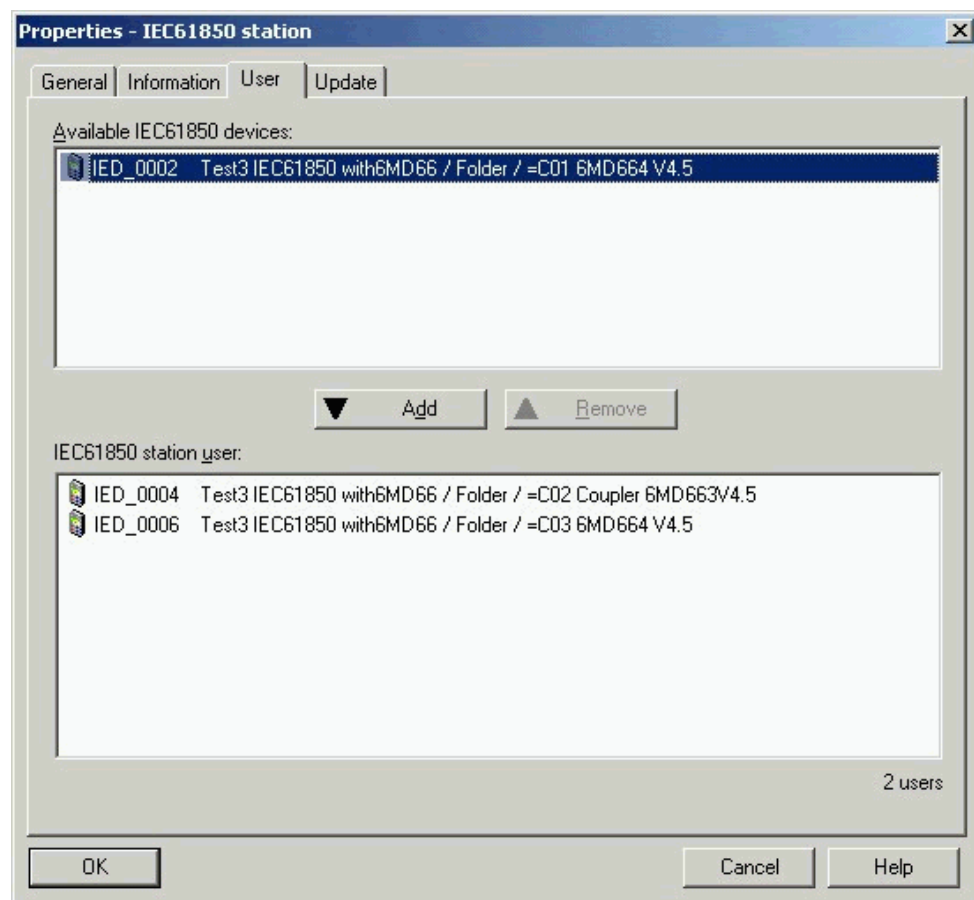 Properties - IEC61850 station
General Information User Update
Available IEC61850 devices:
IED_0002 Test3 IEC61850 with6MD66 / Folder / =C01 6MD664 V4.5
Add Remove
IEC61850 station user:
IED_0004 Test3 IEC61850 with6MD66 / Folder / =C02 Coupler 6MD663V4.5
IED_0006 Test3 IEC61850 with6MD66 / Folder / =C03 6MD664 V4.5
2 users
OK Cancel Help